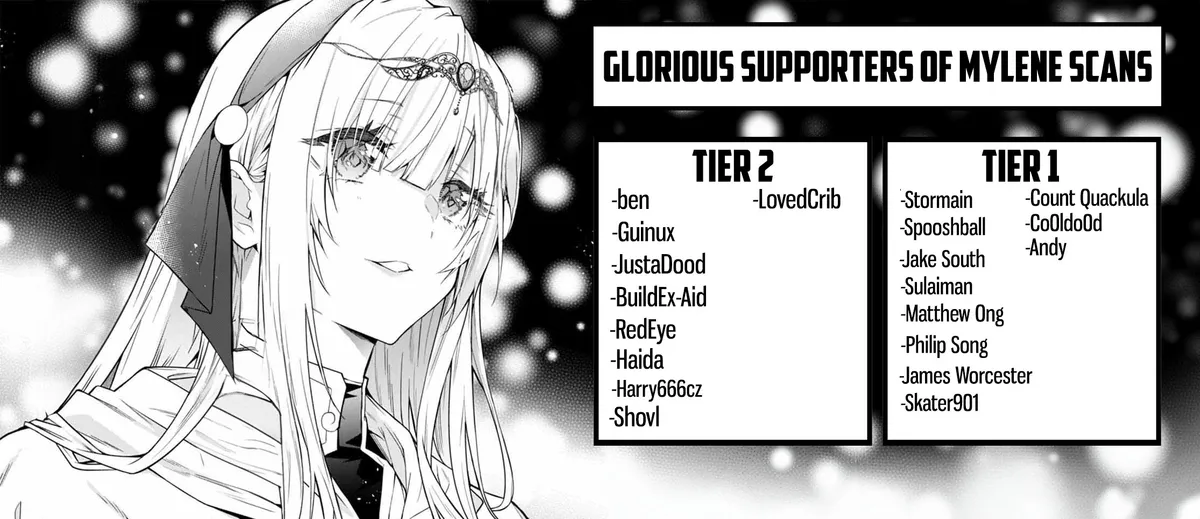 GLORIOUS SUPPORTERS OF MYLENE SCANS
TIER 2
-ben
-Guinux
-JustaDood
-BuildEx-Aid
-RedEye
-Haida
-Harry666cz
-Shovl
-LovedCrib
TIER 1
-Stormain
-Spooshball
-Jake South
-Sulaiman
-Matthew Ong
-Philip Song
-James Worcester
-Skater901
-Count Quackula
-Co0ldo0d
-Andy